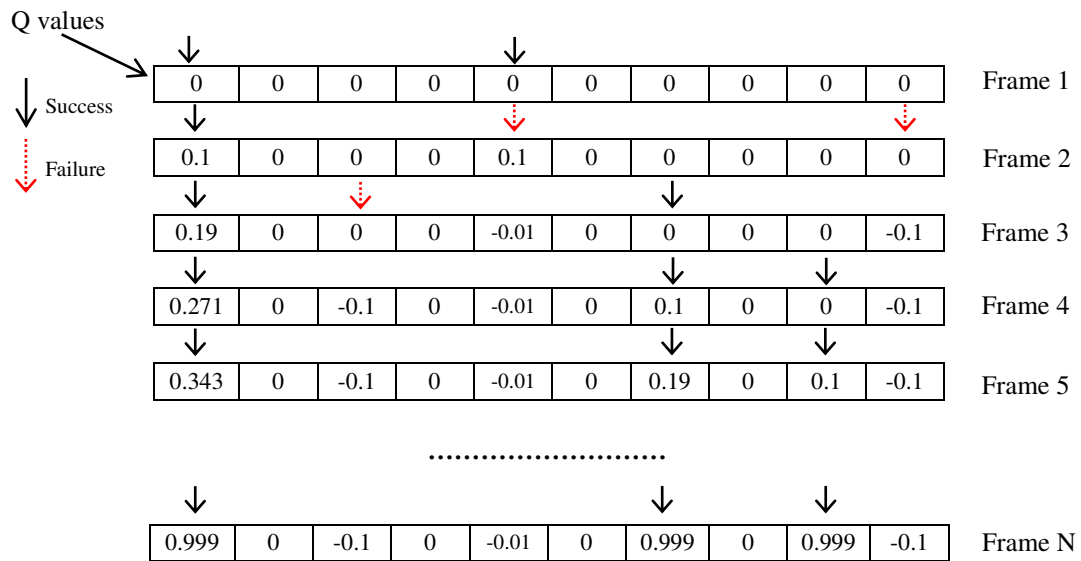 Q values
Success
Failure
0 0 0 0 0 0 0 0 0 0 Frame 1
0.1 0 0 0 0.1 0 0 0 0 0 Frame 2
0.19 0 0 0 -0.01 0 0 0 0 -0.1 Frame 3
0.271 0 -0.1 0 -0.01 0 0.1 0 0 -0.1 Frame 4
0.343 0 -0.1 0 -0.01 0 0.19 0 0.1 -0.1 Frame 5
...........................
0.999 0 -0.1 0 -0.01 0 0.999 0 0.999 -0.1 Frame N